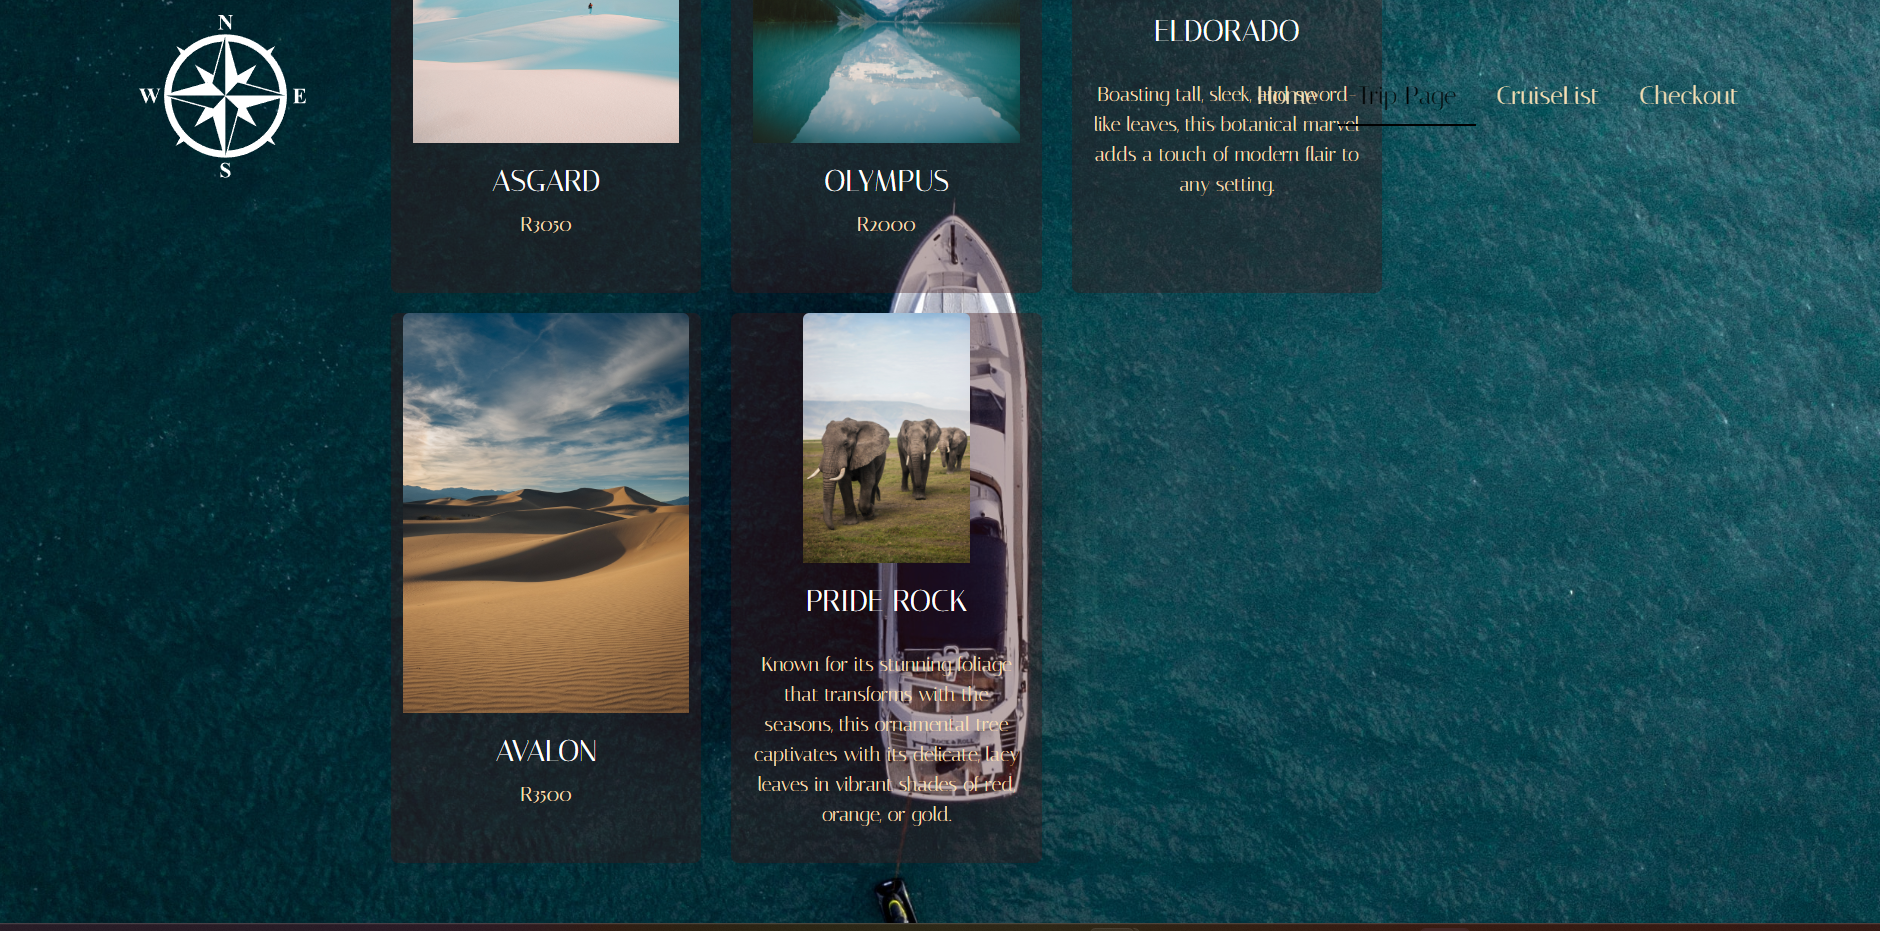 N
W
E
S
Home
Trip Page
CruiseList
Checkout
ASGARD
R3050
OLYMPUS
R2000
ELDORADO
Boasting tall, sleek, and sword-
like leaves, this botanical marvel
adds a touch of modern flair to
any setting.
AVALON
R3500
PRIDE ROCK
Known for its stunning foliage
that transforms with the
seasons, this ornamental tree
captivates with its delicate, lacy
leaves in vibrant shades of red,
orange, or gold.
ROCK & ROLL